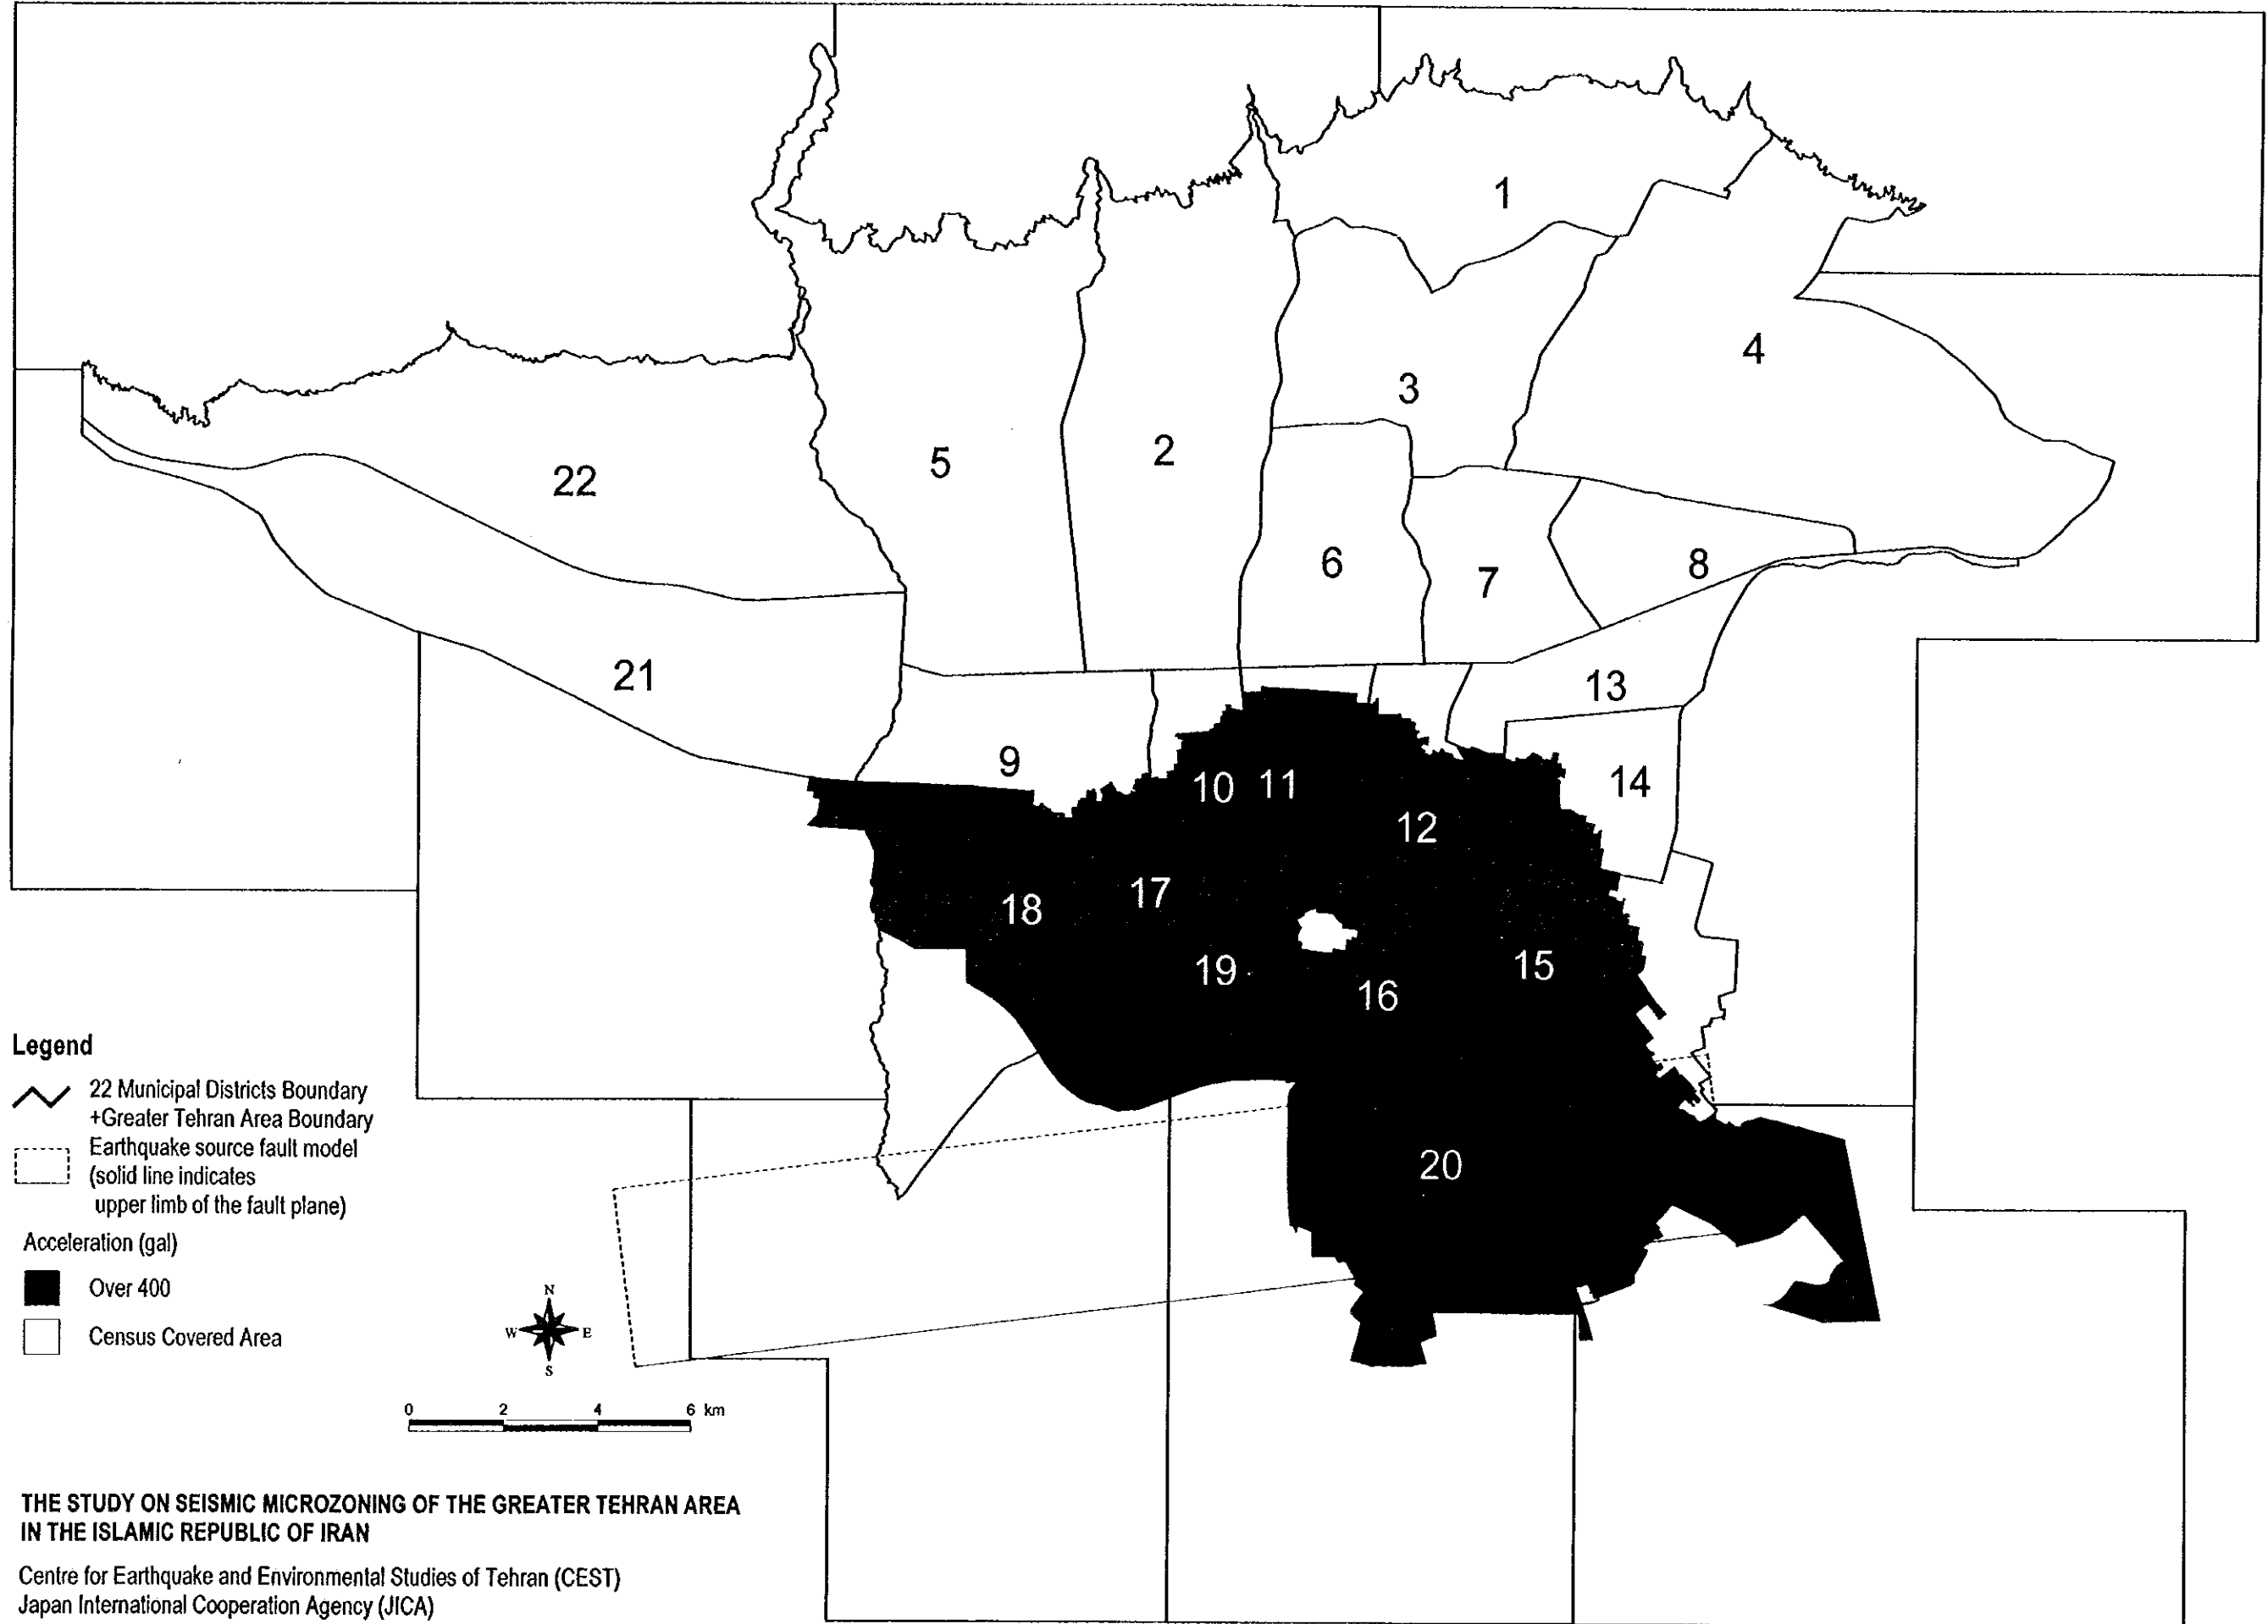 1
4
3
5
2
22
6
8
7
21
13
9
10
11
14
12
17
18
15
19
16
20
Legend
22 Municipal Districts Boundary
+Greater Tehran Area Boundary
Earthquake source fault model
(solid line indicates
upper limb of the fault plane)
Acceleration (gal)
Over 400
Census Covered Area
N
W
E
S
0 2 4 6 km
THE STUDY ON SEISMIC MICROZONING OF THE GREATER TEHRAN AREA
IN THE ISLAMIC REPUBLIC OF IRAN
Centre for Earthquake and Environmental Studies of Tehran (CEST)
Japan International Cooperation Agency (JICA)